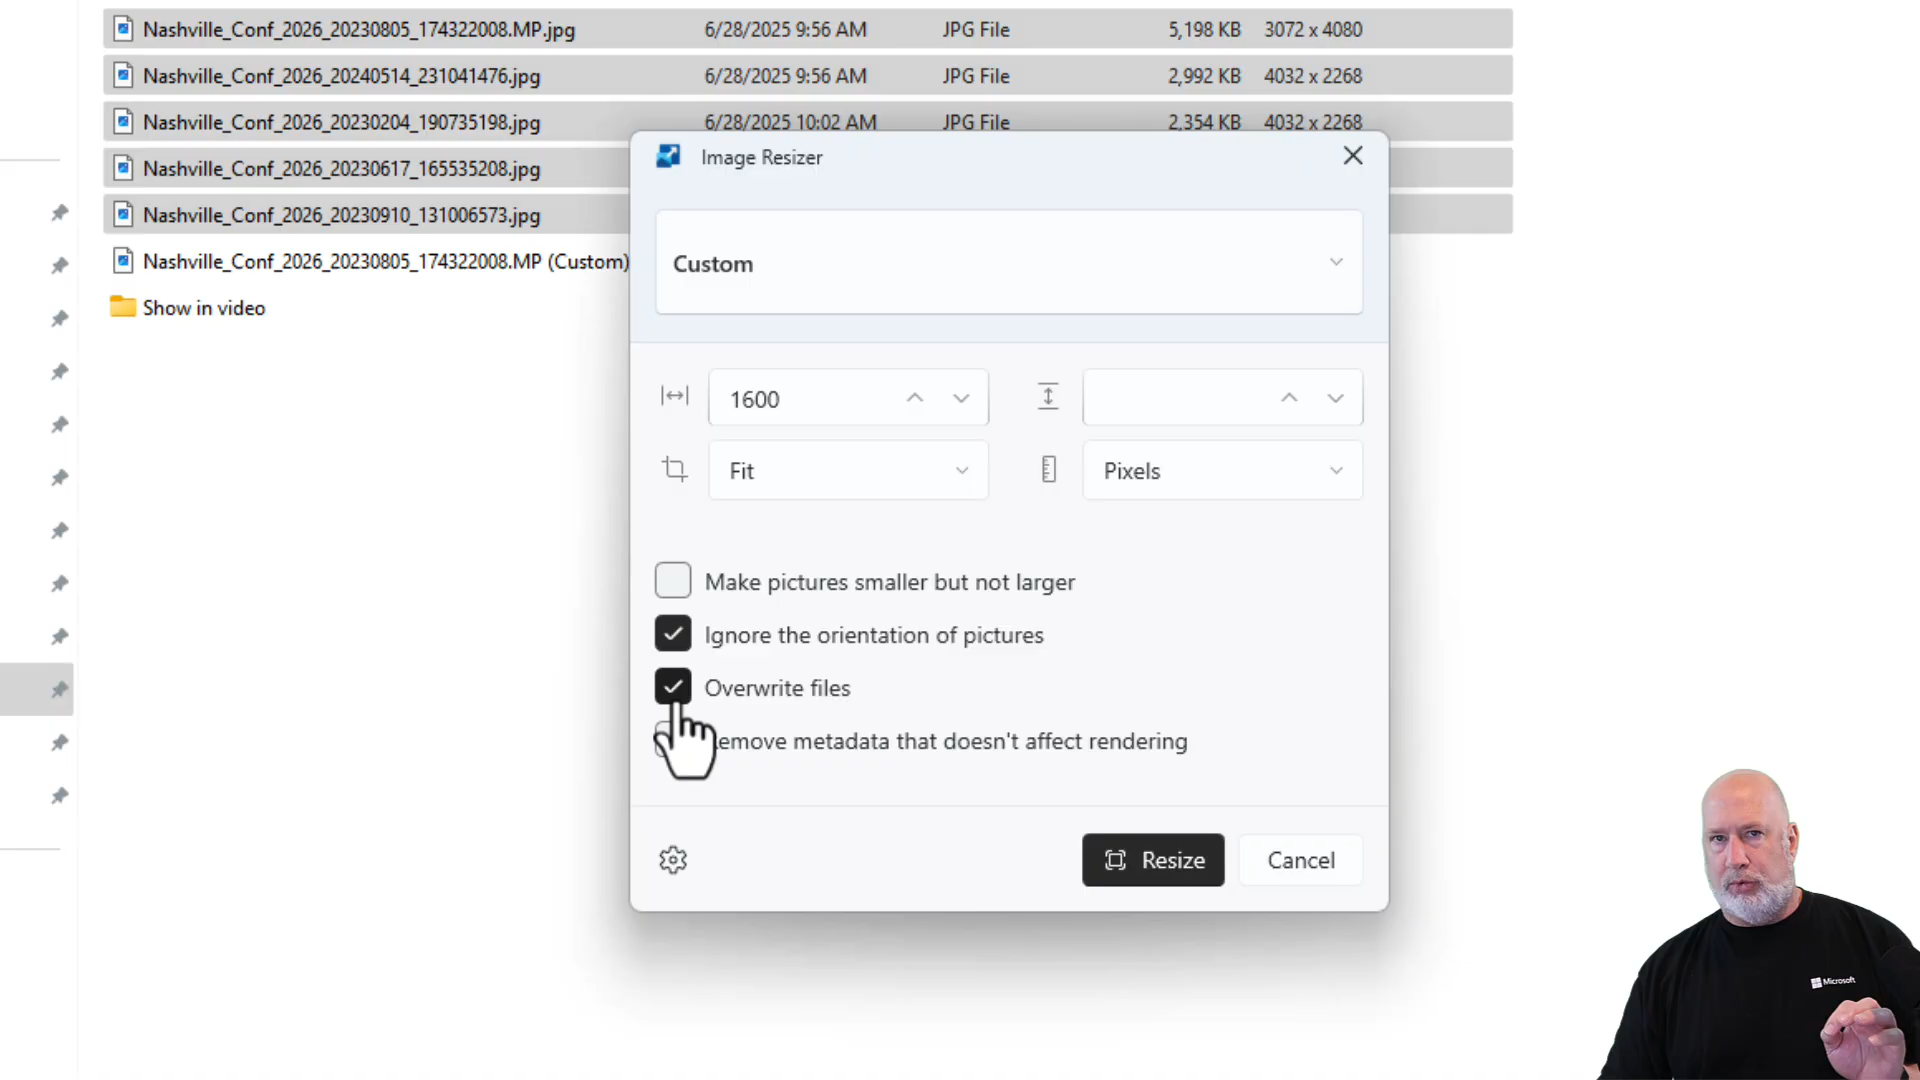 Nashville_Conf_2026_20230805_174322008.MP.jpg 6/28/2025 9:56 AM JPG File 5,198 KB 3072 x 4080
Nashville_Conf_2026_20240514_231041476.jpg 6/28/2025 9:56 AM JPG File 2,992 KB 4032 x 2268
Nashville_Conf_2026_20230204_190735198.jpg 6/28/2025 10:02 AM JPG File 2,354 KB 4032 x 2268
Nashville_Conf_2026_20230617_165535208.jpg
Nashville_Conf_2026_20230910_131006573.jpg
Nashville_Conf_2026_20230805_174322008.MP (Custom)
Show in video
Image Resizer
Custom
1600
Fit
Pixels
Make pictures smaller but not larger
Ignore the orientation of pictures
Overwrite files
emove metadata that doesn't affect rendering
Resize
Cancel
Microsoft